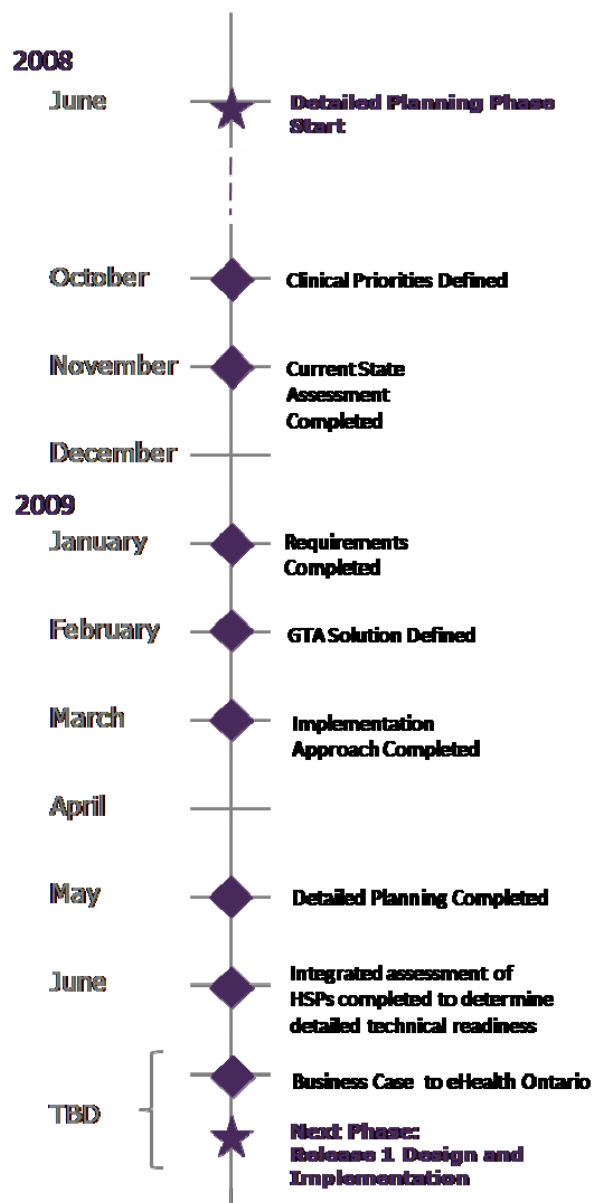 2008
June
Detailed Planning Phase
Start
October
Clinical Priorities Defined
November
Current State
Assessment
Completed
December
2009
January
Requirements
Completed
February
GTA Solution Defined
March
Implementation
Approach Completed
April
May
Detailed Planning Completed
June
Integrated assessment of
HSPs completed to determine
detailed technical readiness
TBD
Business Case to eHealth Ontario
Next Phase:
Release 1 Design and
Implementation